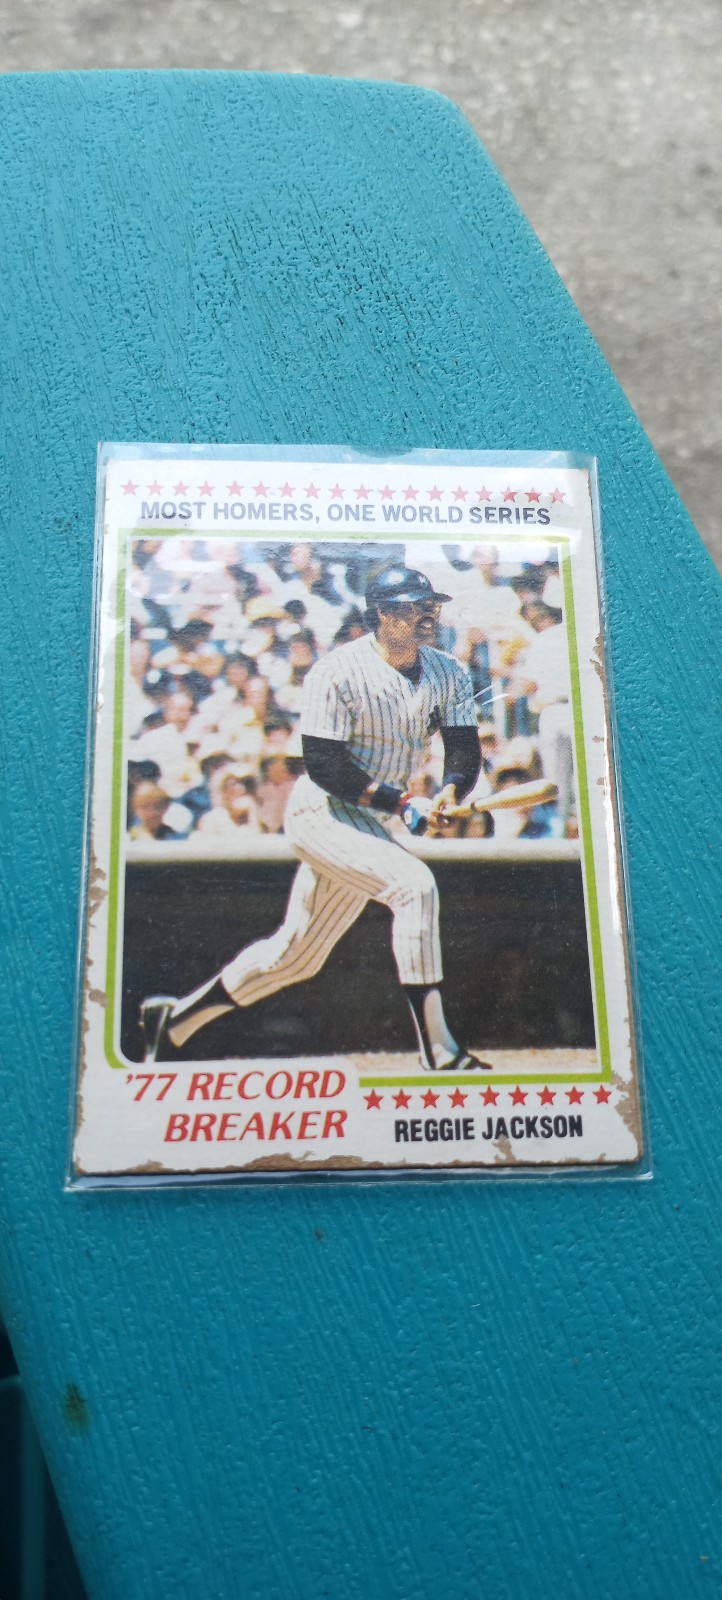 MOST HOMERS, ONE WORLD SERIES
'77 RECORD
BREAKER
REGGIE JACKSON